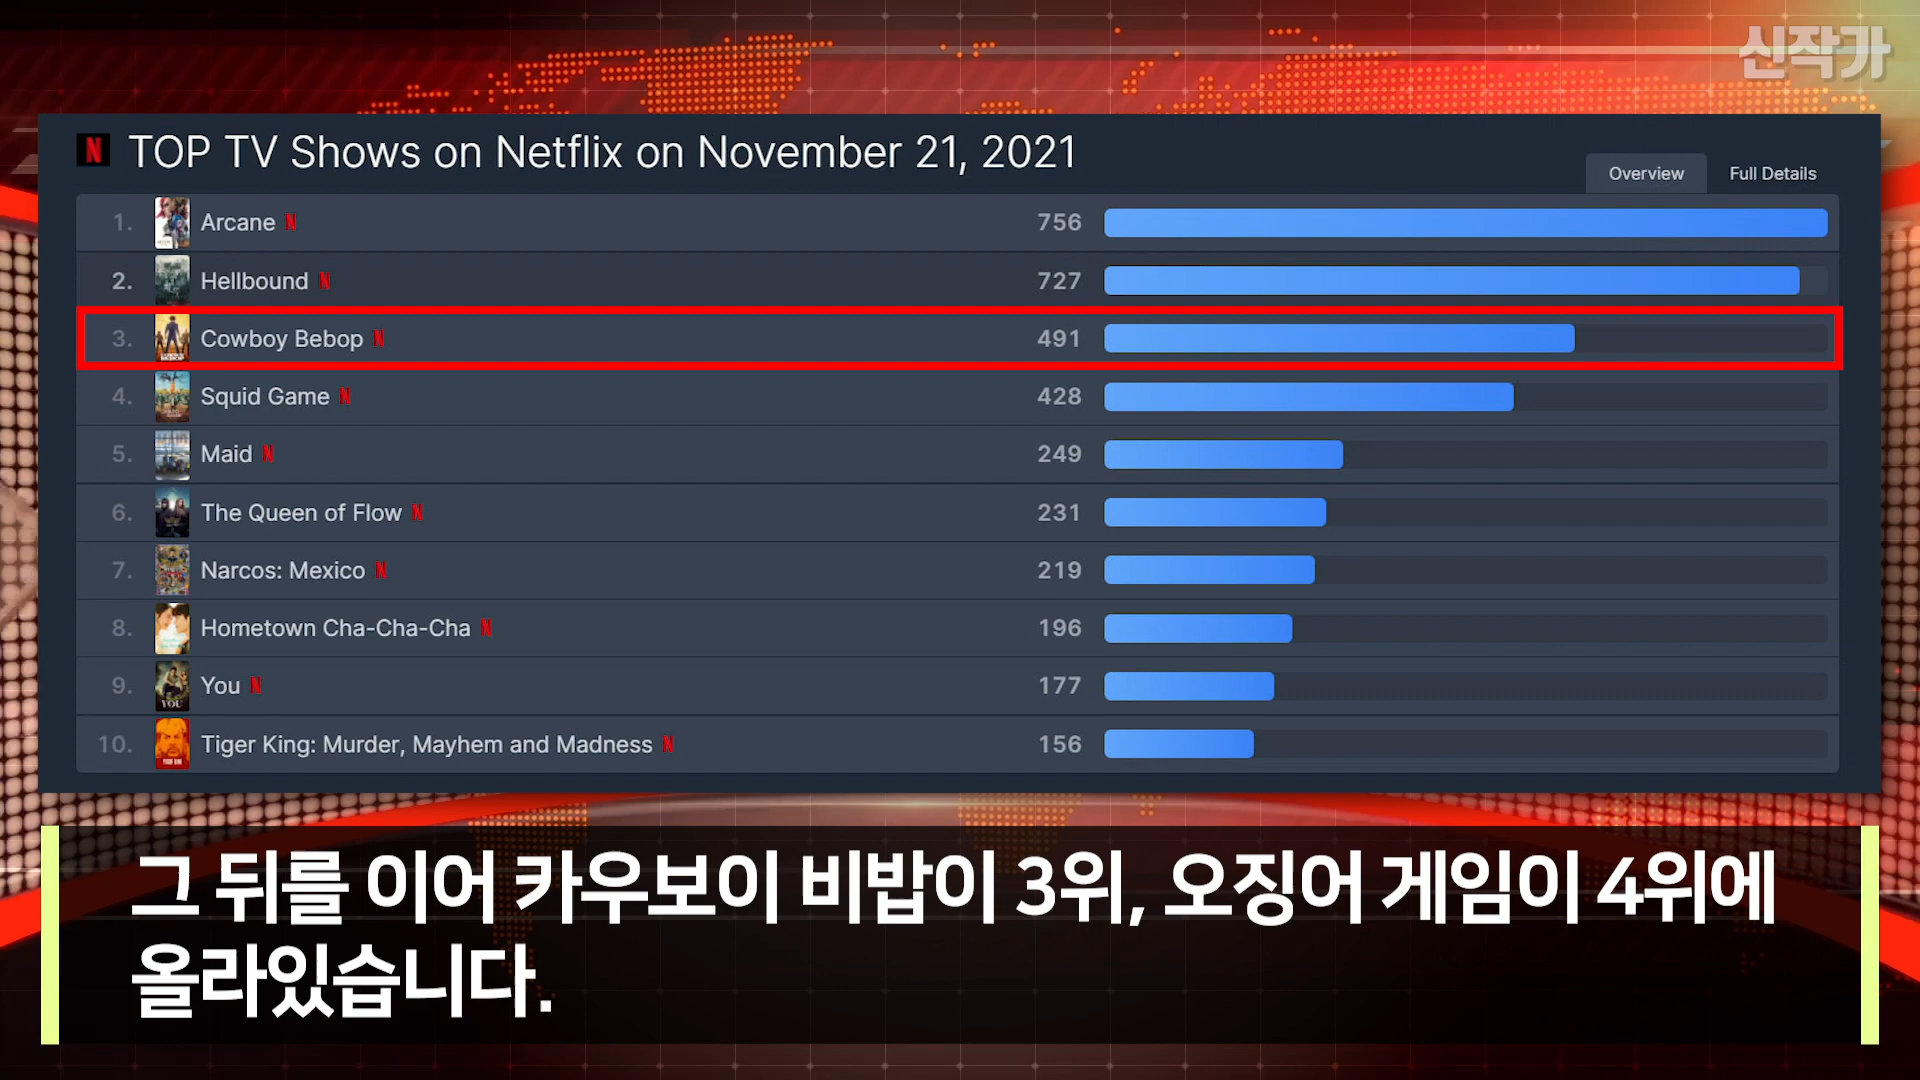 신작가
N TOP TV Shows on Netflix on November 21, 2021
Overview Full Details
1. Arcane N 756
2. Hellbound N 727
3. Cowboy Bebop N 491
4. Squid Game N 428
5. Maid N 249
6. The Queen of Flow N 231
7. Narcos: Mexico N 219
8. Hometown Cha-Cha-Cha N 196
9. You N 177
YOU
10. Tiger King: Murder, Mayhem and Madness N 156
그 뒤를 이어 카우보이 비밥이 3위, 오징어 게임이 4위에
올라있습니다.